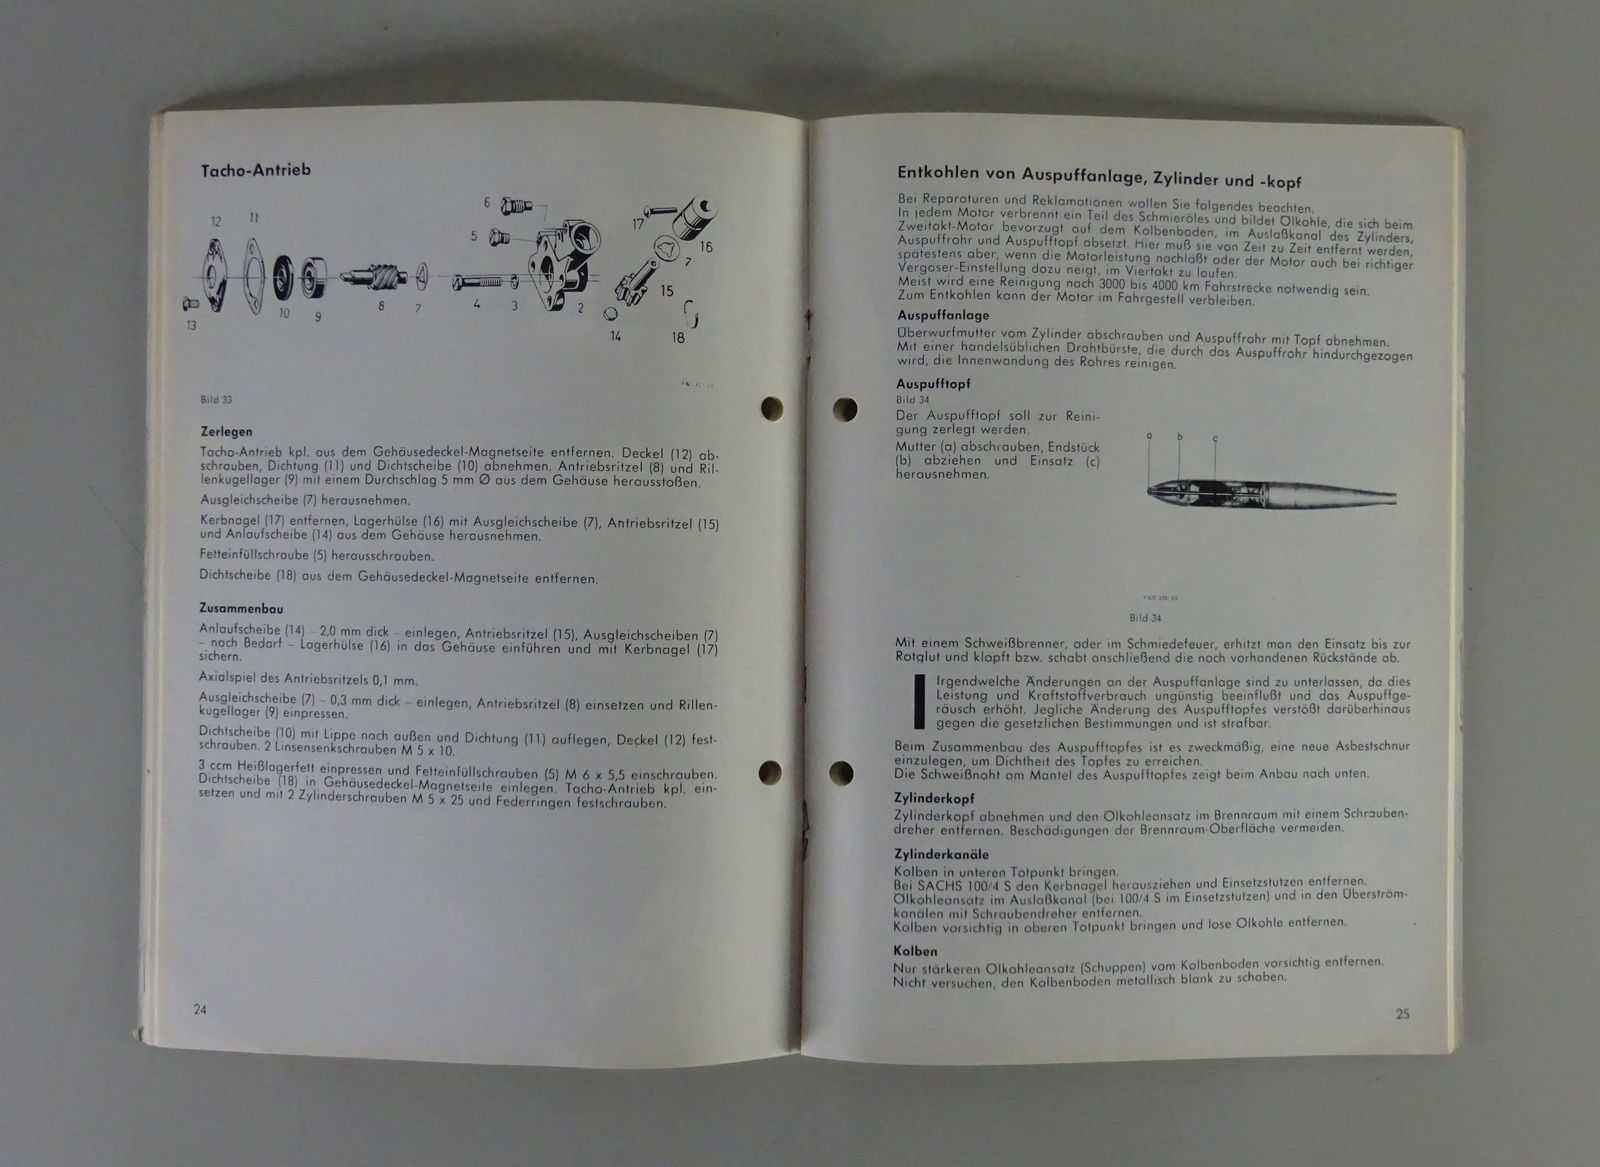 Tacho-Antrieb
12
11
10
9
8
7
4
3
2
6
5
17
16
7
15
14
18
13
Bild 33
Zerlegen
Tacho-Antrieb kpl. aus dem Gehäusedeckel-Magnetseite entfernen. Deckel (12) ab-
schrauben, Dichtung (11) und Dichtscheibe (10) abnehmen. Antriebsritzel (8) und Ril-
lenkugellager (9) mit einem Durchschlag 5 mm Ø aus dem Gehäuse herausstoßen.
Ausgleichscheibe (7) herausnehmen.
Kerbnagel (17) entfernen, Lagerhülse (16) mit Ausgleichscheibe (7), Antriebsritzel (15)
und Anlaufscheibe (14) aus dem Gehäuse herausnehmen.
Fetteinfüllschraube (5) herausschrauben.
Dichtscheibe (18) aus dem Gehäusedeckel-Magnetseite entfernen.
Zusammenbau
Anlaufscheibe (14) – 2,0 mm dick – einlegen, Antriebsritzel (15), Ausgleichscheiben (7)
– nach Bedarf – Lagerhülse (16) in das Gehäuse einführen und mit Kerbnagel (17)
sichern.
Axialspiel des Antriebsritzels 0,1 mm.
Ausgleichscheibe (7) – 0,3 mm dick – einlegen, Antriebsritzel (8) einsetzen und Rillen-
kugellager (9) einpressen.
Dichtscheibe (10) mit Lippe nach außen und Dichtung (11) auflegen, Deckel (12) fest-
schrauben. 2 Linsensenkschrauben M 5 x 10.
3 ccm Heißlagerfett einpressen und Fetteinfüllschrauben (5) M 6 x 5,5 einschrauben.
Dichtscheibe (18) in Gehäusedeckel-Magnetseite einlegen. Tacho-Antrieb kpl. ein-
setzen und mit 2 Zylinderschrauben M 5 x 25 und Federringen festschrauben.
24
Entkohlen von Auspuffanlage, Zylinder und -kopf
Bei Reparaturen und Reklamationen wollen Sie folgendes beachten.
In jedem Motor verbrennt ein Teil des Schmieröles und bildet Ölkohle, die sich beim
Zweitakt-Motor bevorzugt auf dem Kolbenboden, im Auslaßkanal des Zylinders,
Auspuffrohr und Auspufftopf absetzt. Hier muß sie von Zeit zu Zeit entfernt werden,
spätestens aber, wenn die Motorleistung nachläßt oder der Motor auch bei richtiger
Vergaser-Einstellung dazu neigt, im Viertakt zu laufen.
Meist wird eine Reinigung nach 3000 bis 4000 km Fahrstrecke notwendig sein.
Zum Entkohlen kann der Motor im Fahrgestell verbleiben.
Auspuffanlage
Überwurfmutter vom Zylinder abschrauben und Auspuffrohr mit Topf abnehmen.
Mit einer handelsüblichen Drahtbürste, die durch das Auspuffrohr hindurchgezogen
wird, die Innenwandung des Rohres reinigen.
Auspufftopf
Bild 34
Der Auspufftopf soll zur Reini-
gung zerlegt werden.
Mutter (a) abschrauben, Endstück
(b) abziehen und Einsatz (c)
herausnehmen.
a
b
c
Bild 34
Mit einem Schweißbrenner, oder im Schmiedefeuer, erhitzt man den Einsatz bis zur
Rotglut und klopft bzw. schabt anschließend die noch vorhandenen Rückstände ab.
Irgendwelche Änderungen an der Auspuffanlage sind zu unterlassen, da dies
Leistung und Kraftstoffverbrauch ungünstig beeinflußt und das Auspuffge-
räusch erhöht. Jegliche Änderung des Auspufftopfes verstößt darüberhinaus
gegen die gesetzlichen Bestimmungen und ist strafbar.
Beim Zusammenbau des Auspufftopfes ist es zweckmäßig, eine neue Asbestschnur
einzulegen, um Dichtheit des Topfes zu erreichen.
Die Schweißnaht am Mantel des Auspufftopfes zeigt beim Anbau nach unten.
Zylinderkopf
Zylinderkopf abnehmen und den Ölkohleansatz im Brennraum mit einem Schrauben-
dreher entfernen. Beschädigungen der Brennraum-Oberfläche vermeiden.
Zylinderkanäle
Kolben in unteren Totpunkt bringen.
Bei SACHS 100/4 S den Kerbnagel herausziehen und Einsetzstutzen entfernen.
Ölkohleansatz im Auslaßkanal (bei 100/4 S im Einsetzstutzen) und in den Überström-
kanälen mit Schraubendreher entfernen.
Kolben vorsichtig in oberen Totpunkt bringen und lose Ölkohle entfernen.
Kolben
Nur stärkeren Ölkohleansatz (Schuppen) vom Kolbenboden vorsichtig entfernen.
Nicht versuchen, den Kolbenboden metallisch blank zu schaben.
25